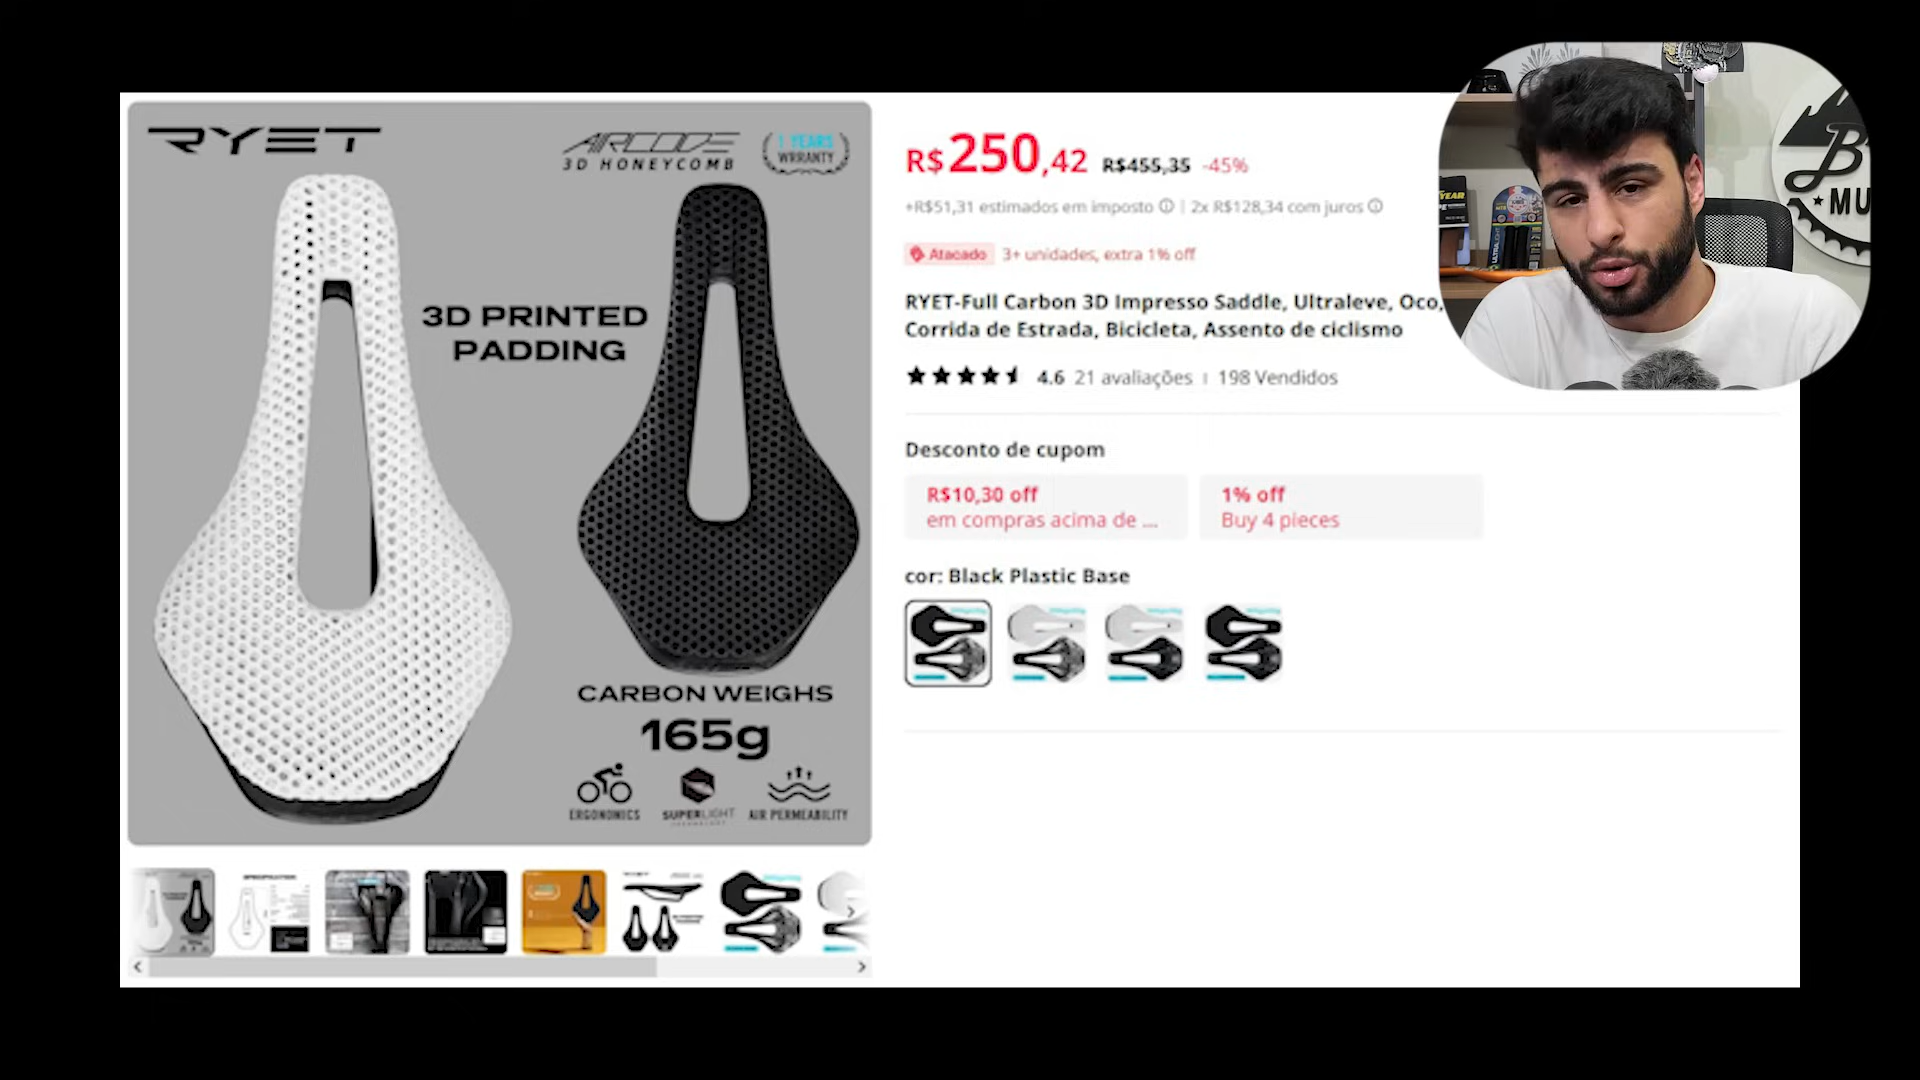 RYET
AIRCODE
3D HONEYCOMB
1 YEARS
WRRANTY
3D PRINTED
PADDING
CARBON WEIGHS
165g
ERGONONICS
SUPERLIGHT
AIR PERMEABILITY
R$250,42 R$455,35 -45%
+R$51,31 estimados em imposto | 2x R$128,34 com juros
Atacado 3+ unidades, extra 1% off
RYET-Full Carbon 3D Impresso Saddle, Ultraleve, Oco,
Corrida de Estrada, Bicicleta, Assento de ciclismo
4.6 21 avaliações | 198 Vendidos
Desconto de cupom
R$10,30 off
em compras acima de ...
1% off
Buy 4 pieces
cor: Black Plastic Base
MU